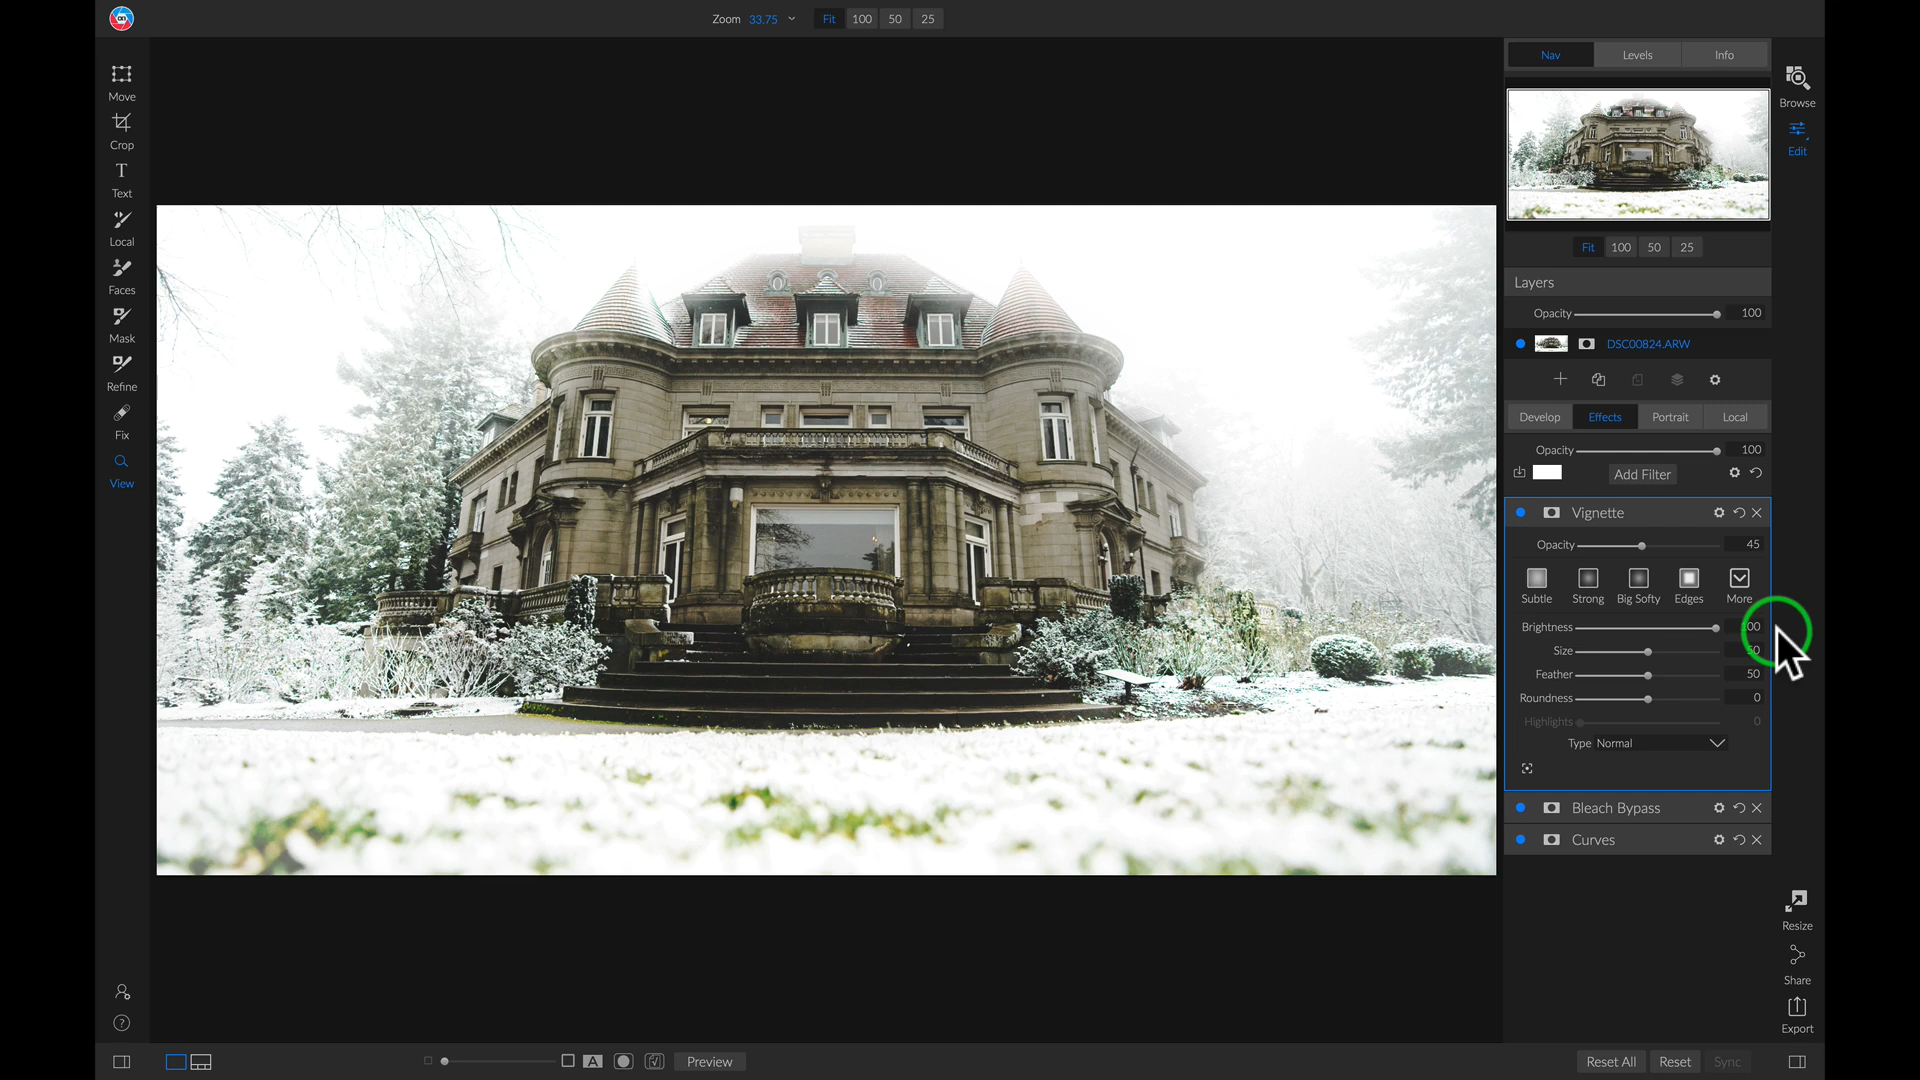 Zoom 33.75 Fit 100 50 25
Move
Crop
Text
Local
Faces
Mask
Refine
Fix
View
Nav Levels Info
Browse
Edit
Fit 100 50 25
Layers
Opacity 100
DSC00824.ARW
Develop Effects Portrait Local
Opacity 100
Add Filter
Vignette
Opacity 45
Subtle Strong Big Softy Edges More
Brightness 100
Size 50
Feather 50
Roundness 0
Highlights 0
Type Normal
Bleach Bypass
Curves
Resize
Share
Export
A Preview
Reset All Reset Sync